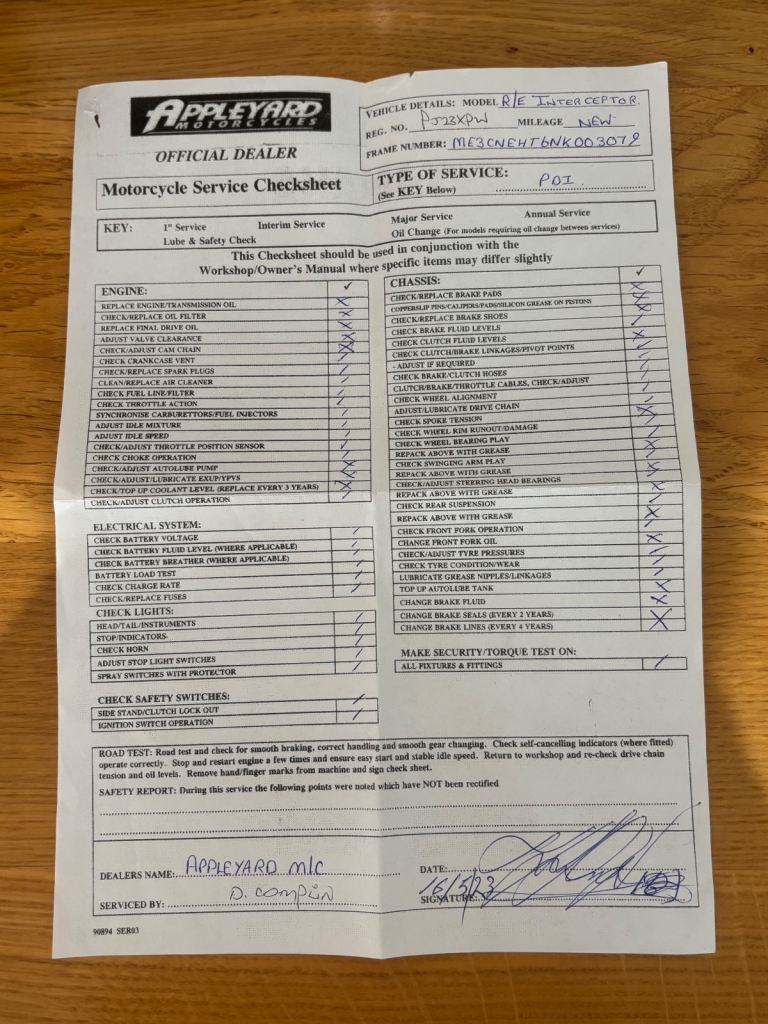 APPLEYARD
MOTORCYCLES
OFFICIAL DEALER
Motorcycle Service Checksheet
VEHICLE DETAILS: MODEL R/E INTERCEPTOR.
REG. NO. PJ23XPW MILEAGE NEW
FRAME NUMBER: ME3CNEHT6NK003079
TYPE OF SERVICE:
(See KEY Below) PDI.
KEY: 1st Service Interim Service Major Service Annual Service
Lube & Safety Check Oil Change (For models requiring oil change between services)
This Checksheet should be used in conjunction with the
Workshop/Owner's Manual where specific items may differ slightly
ENGINE: ✓
REPLACE ENGINE/TRANSMISSION OIL
CHECK/REPLACE OIL FILTER
REPLACE FINAL DRIVE OIL
ADJUST VALVE CLEARANCE
CHECK/ADJUST CAM CHAIN
CHECK CRANKCASE VENT
CHECK/REPLACE SPARK PLUGS
CLEAN/REPLACE AIR CLEANER
CHECK FUEL LINE/FILTER
CHECK THROTTLE ACTION
SYNCHRONISE CARBURETTORS/FUEL INJECTORS
ADJUST IDLE MIXTURE
ADJUST IDLE SPEED
CHECK/ADJUST THROTTLE POSITION SENSOR
CHECK CHOKE OPERATION
CHECK/ADJUST AUTOLUBE PUMP
CHECK/ADJUST/LUBRICATE EXUP/YPVS
CHECK/TOP UP COOLANT LEVEL (REPLACE EVERY 3 YEARS)
CHECK/ADJUST CLUTCH OPERATION
ELECTRICAL SYSTEM:
CHECK BATTERY VOLTAGE
CHECK BATTERY FLUID LEVEL (WHERE APPLICABLE)
CHECK BATTERY BREATHER (WHERE APPLICABLE)
BATTERY LOAD TEST
CHECK CHARGE RATE
CHECK/REPLACE FUSES
CHECK LIGHTS:
HEAD/TAIL/INSTRUMENTS
STOP/INDICATORS
CHECK HORN
ADJUST STOP LIGHT SWITCHES
SPRAY SWITCHES WITH PROTECTOR
CHECK SAFETY SWITCHES:
SIDE STAND/CLUTCH LOCK OUT
IGNITION SWITCH OPERATION
CHASSIS: ✓
CHECK/REPLACE BRAKE PADS
COPPERSLIP PINS/CALIPERS/PADS/SILICON GREASE ON PISTONS
CHECK/REPLACE BRAKE SHOES
CHECK BRAKE FLUID LEVELS
CHECK CLUTCH FLUID LEVELS
CHECK CLUTCH/BRAKE LINKAGES/PIVOT POINTS
- ADJUST IF REQUIRED
CHECK BRAKE/CLUTCH HOSES
CLUTCH/BRAKE/THROTTLE CABLES, CHECK/ADJUST
CHECK WHEEL ALIGNMENT
ADJUST/LUBRICATE DRIVE CHAIN
CHECK SPOKE TENSION
CHECK WHEEL RIM RUNOUT/DAMAGE
CHECK WHEEL BEARING PLAY
REPACK ABOVE WITH GREASE
CHECK SWINGING ARM PLAY
REPACK ABOVE WITH GREASE
CHECK/ADJUST STEERING HEAD BEARINGS
REPACK ABOVE WITH GREASE
CHECK REAR SUSPENSION
REPACK ABOVE WITH GREASE
CHECK FRONT FORK OPERATION
CHANGE FRONT FORK OIL
CHECK/ADJUST TYRE PRESSURES
CHECK TYRE CONDITION/WEAR
LUBRICATE GREASE NIPPLES/LINKAGES
TOP UP AUTOLUBE TANK
CHANGE BRAKE FLUID
CHANGE BRAKE SEALS (EVERY 2 YEARS)
CHANGE BRAKE LINES (EVERY 4 YEARS)
MAKE SECURITY/TORQUE TEST ON:
ALL FIXTURES & FITTINGS
ROAD TEST: Road test and check for smooth braking, correct handling and smooth gear changing. Check self-cancelling indicators (where fitted)
operate correctly. Stop and restart engine a few times and ensure easy start and stable idle speed. Return to workshop and re-check drive chain
tension and oil levels. Remove hand/finger marks from machine and sign check sheet.
SAFETY REPORT: During this service the following points were noted which have NOT been rectified
DEALERS NAME: APPLEYARD M/C
SERVICED BY: D. COMPLIN
DATE: 16/5/23
SIGNATURE:
90894 SER03